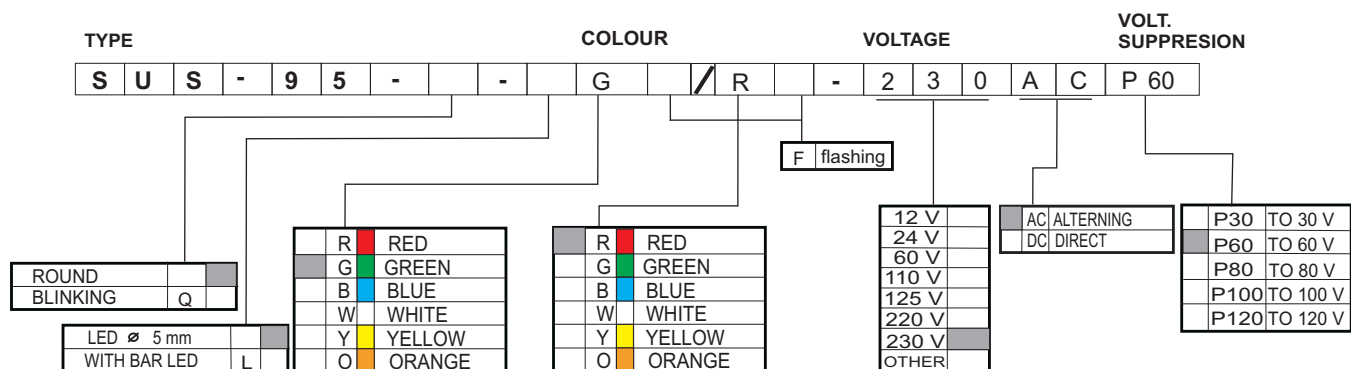 TYPE COLOUR VOLTAGE VOLT. SUPPRESION
S U S - 9 5 - - G / R - 2 3 0 A C P 60
F flashing
ROUND
BLINKING Q
LED ø 5 mm
WITH BAR LED L
R RED
G GREEN
B BLUE
W WHITE
Y YELLOW
O ORANGE
R RED
G GREEN
B BLUE
W WHITE
Y YELLOW
O ORANGE
12 V
24 V
60 V
110 V
125 V
220 V
230 V
OTHER
AC ALTERNING
DC DIRECT
P30 TO 30 V
P60 TO 60 V
P80 TO 80 V
P100 TO 100 V
P120 TO 120 V